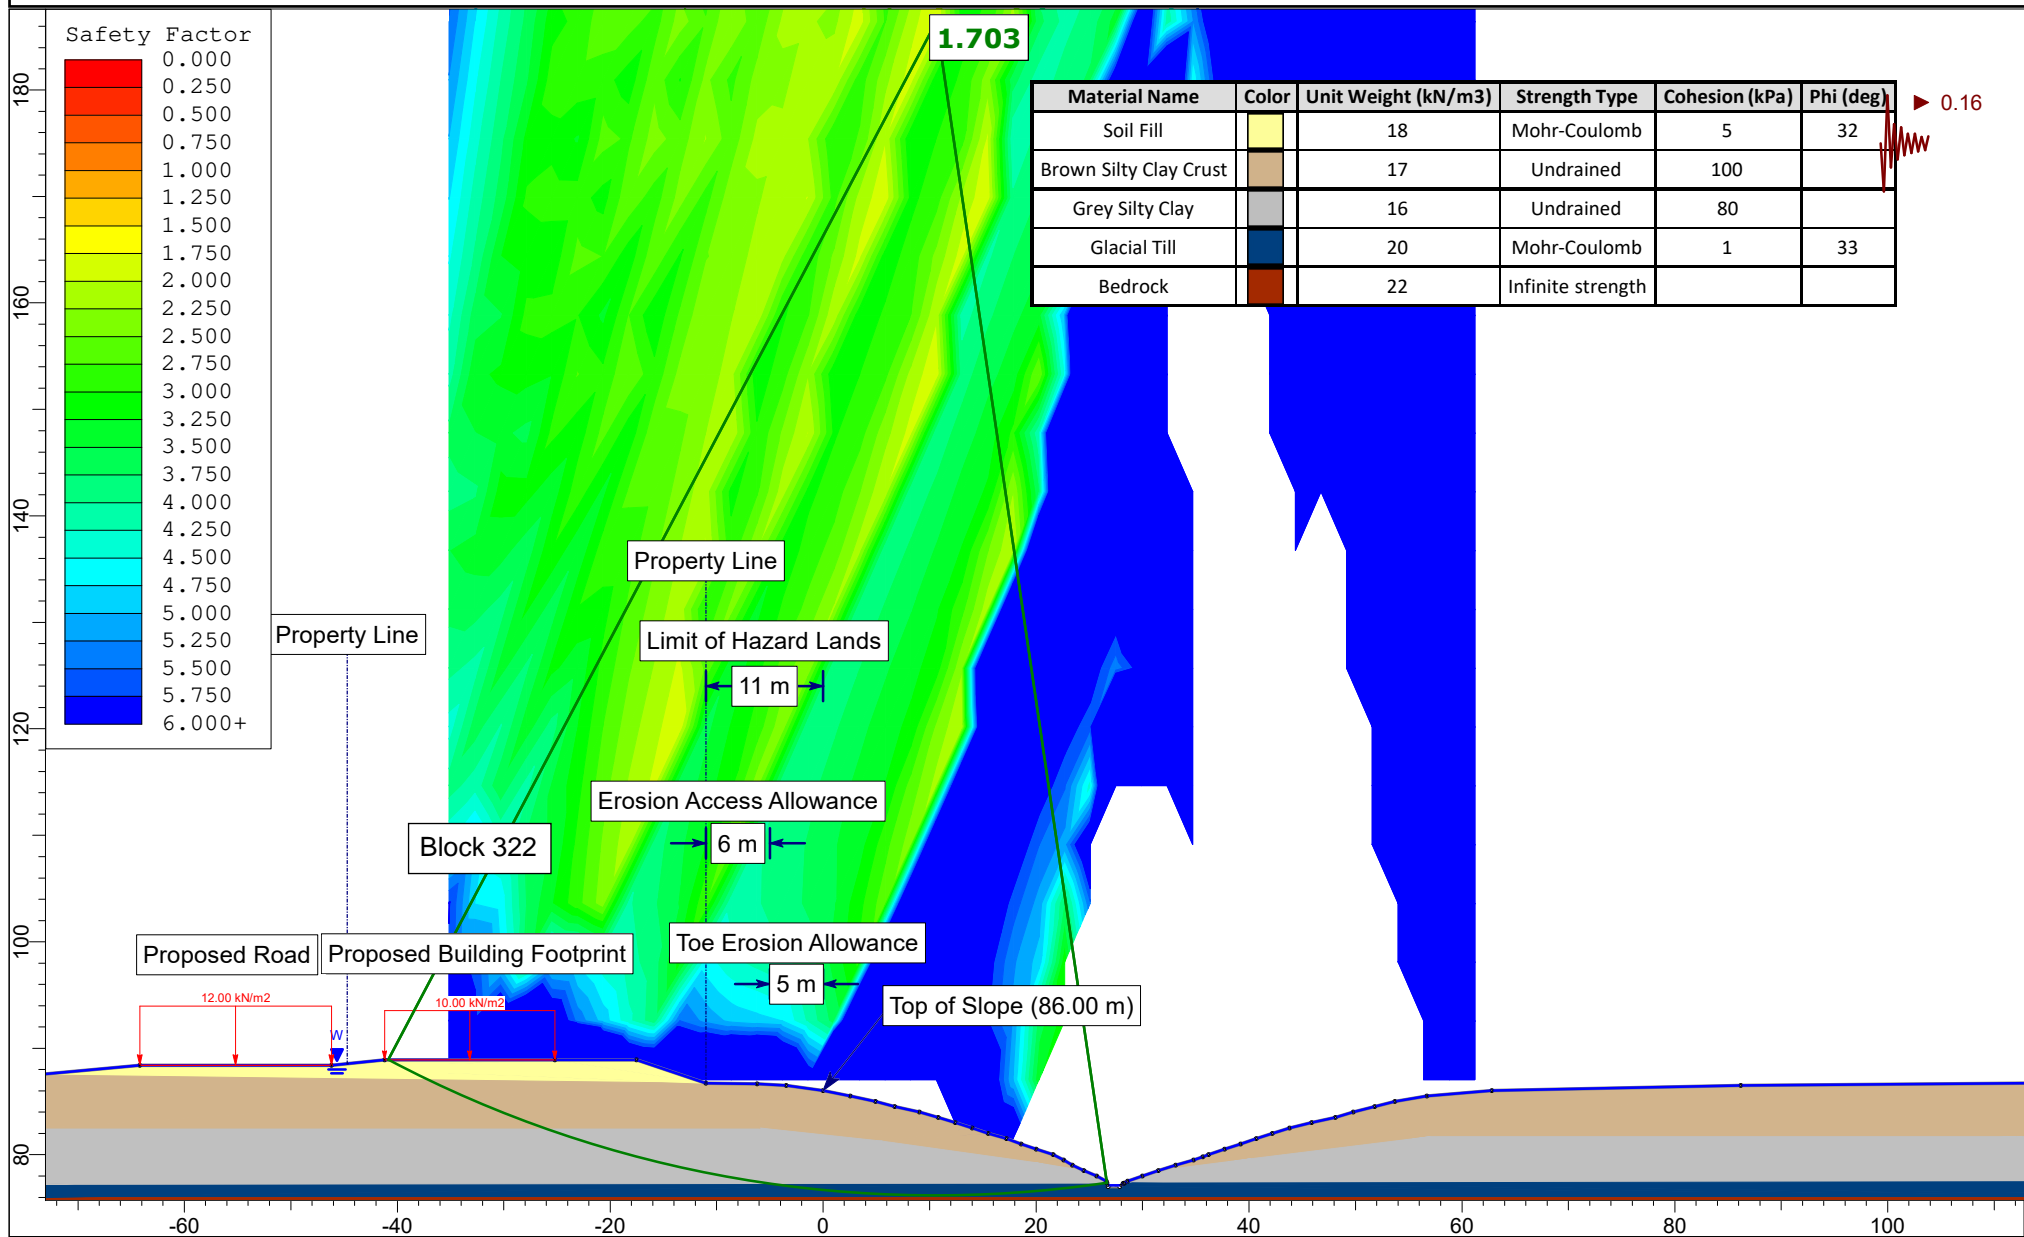 Safety Factor
0.000
0.250
0.500
0.750
1.000
1.250
1.500
1.750
2.000
2.250
2.500
2.750
3.000
3.250
3.500
3.750
4.000
4.250
4.500
4.750
5.000
5.250
5.500
5.750
6.000+
1.703
Material Name Color Unit Weight (kN/m3) Strength Type Cohesion (kPa) Phi (deg)
Soil Fill 18 Mohr-Coulomb 5 32
Brown Silty Clay Crust 17 Undrained 100
Grey Silty Clay 16 Undrained 80
Glacial Till 20 Mohr-Coulomb 1 33
Bedrock 22 Infinite strength
0.16
Property Line
Property Line
Limit of Hazard Lands
11 m
Erosion Access Allowance
6 m
Block 322
Toe Erosion Allowance
5 m
Proposed Road
Proposed Building Footprint
Top of Slope (86.00 m)
12.00 kN/m2
10.00 kN/m2
W
180
160
140
120
100
80
-60 -40 -20 0 20 40 60 80 100